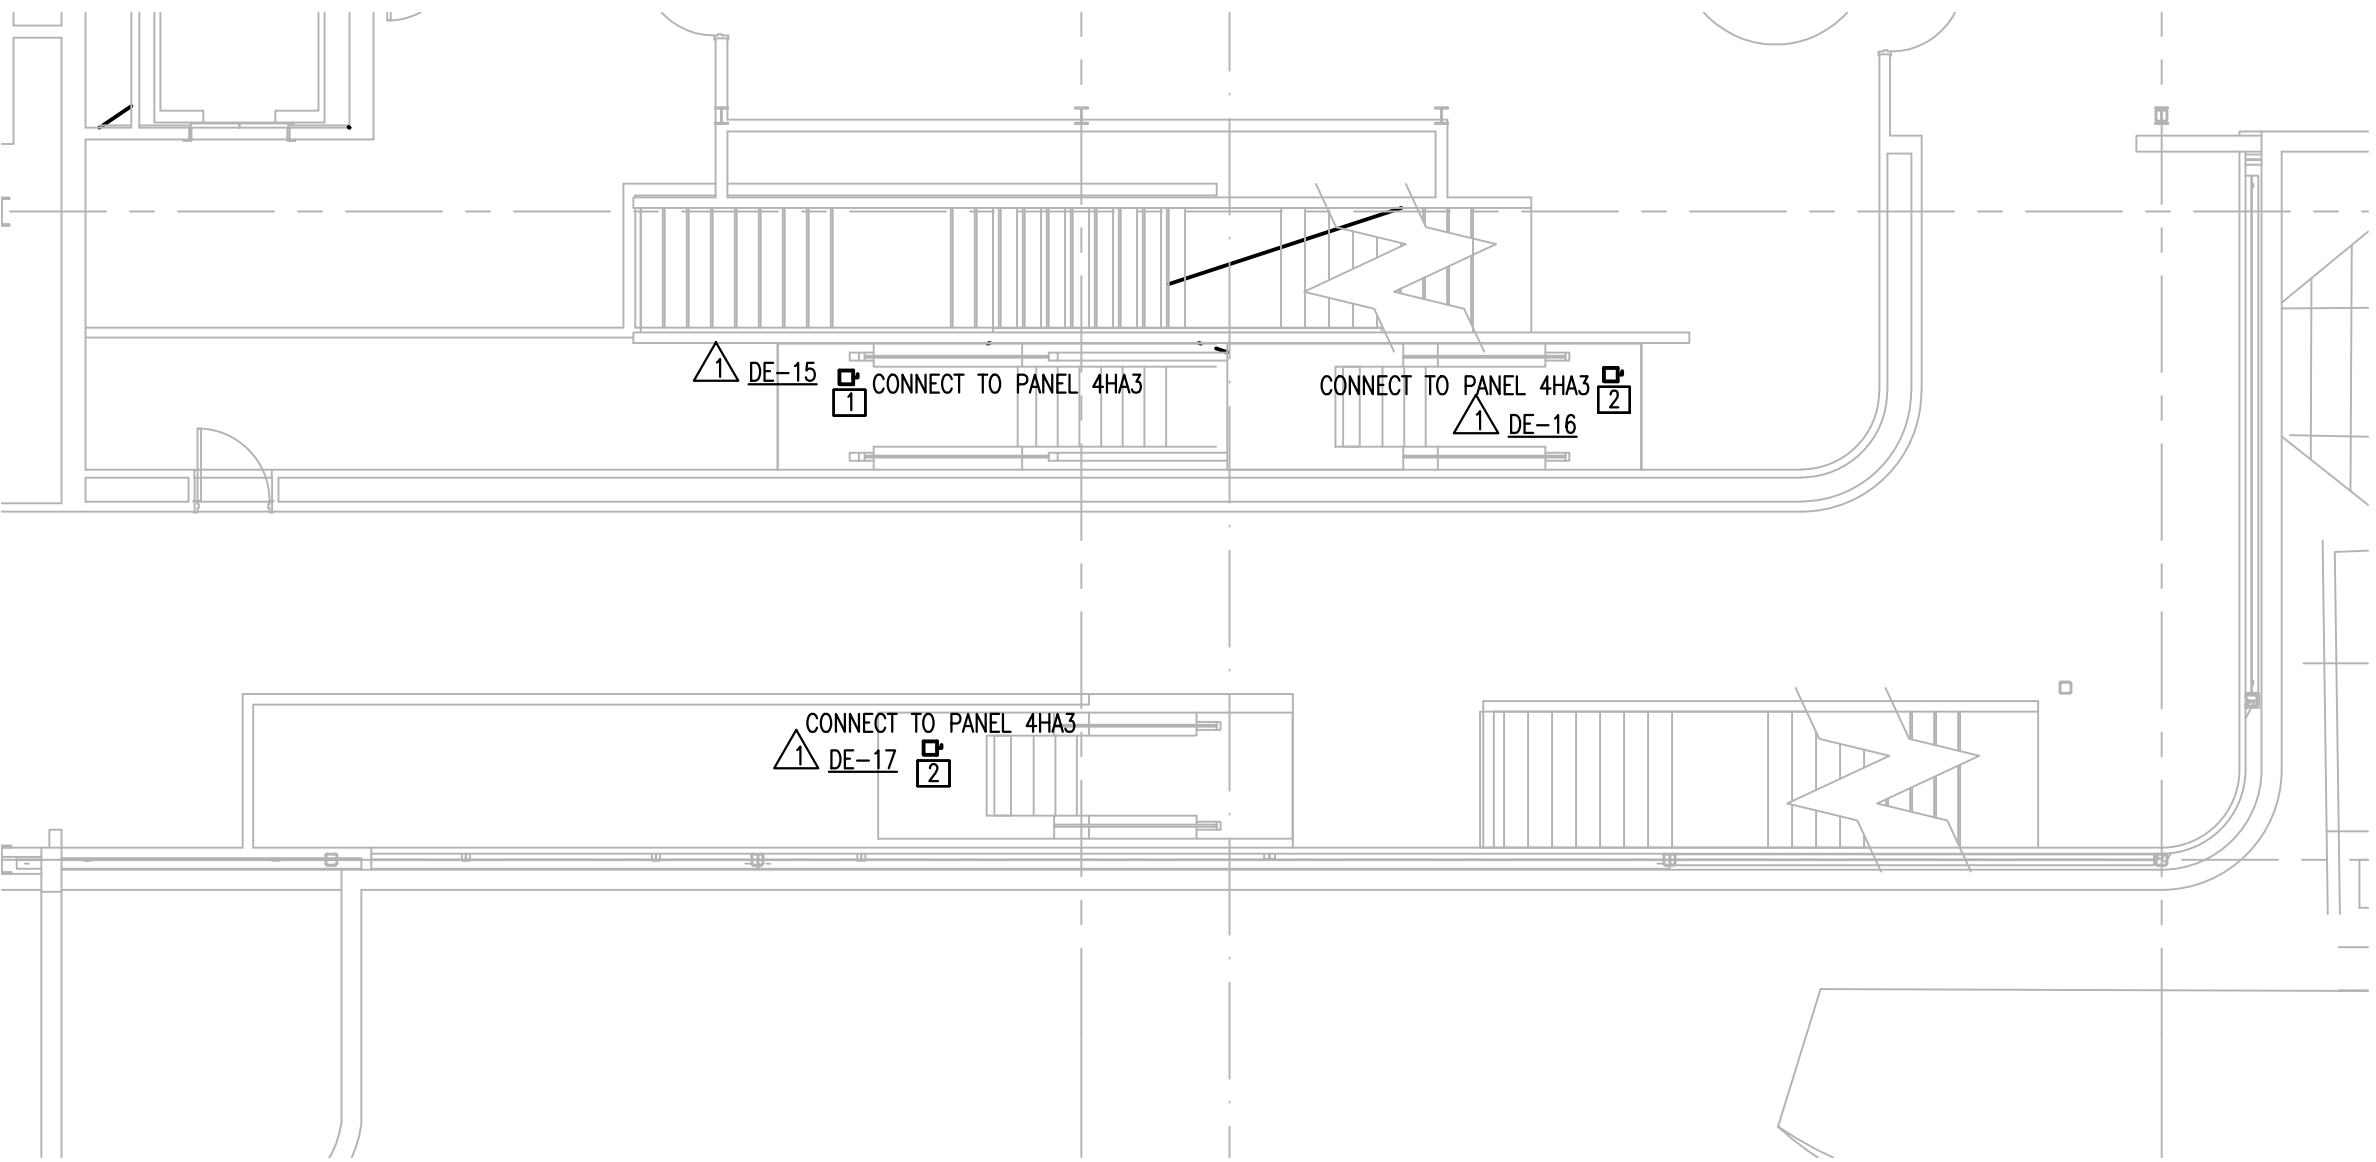 1 DE-15
CONNECT TO PANEL 4HA3
1
CONNECT TO PANEL 4HA3
2
1 DE-16
CONNECT TO PANEL 4HA3
1 DE-17
2